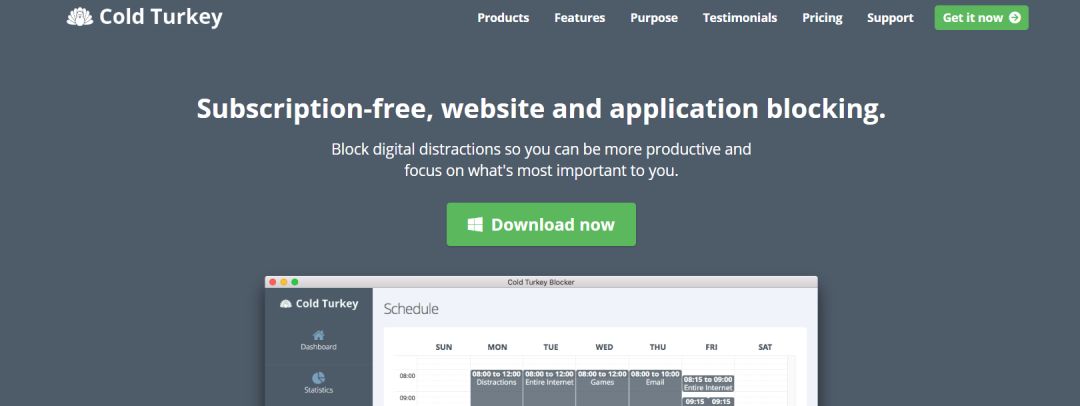 Cold Turkey
Products Features Purpose Testimonials Pricing Support Get it now
Subscription-free, website and application blocking.
Block digital distractions so you can be more productive and
focus on what's most important to you.
Download now
Cold Turkey Blocker
Cold Turkey
Schedule
Dashboard
Statistics
SUN MON TUE WED THU FRI SAT
08:00
08:00 to 12:00 08:00 to 12:00 08:00 to 12:00 08:00 to 10:00
Distractions Entire Internet Games Email
08:15 to 09:00
Entire Internet
09:00
09:15 09:15